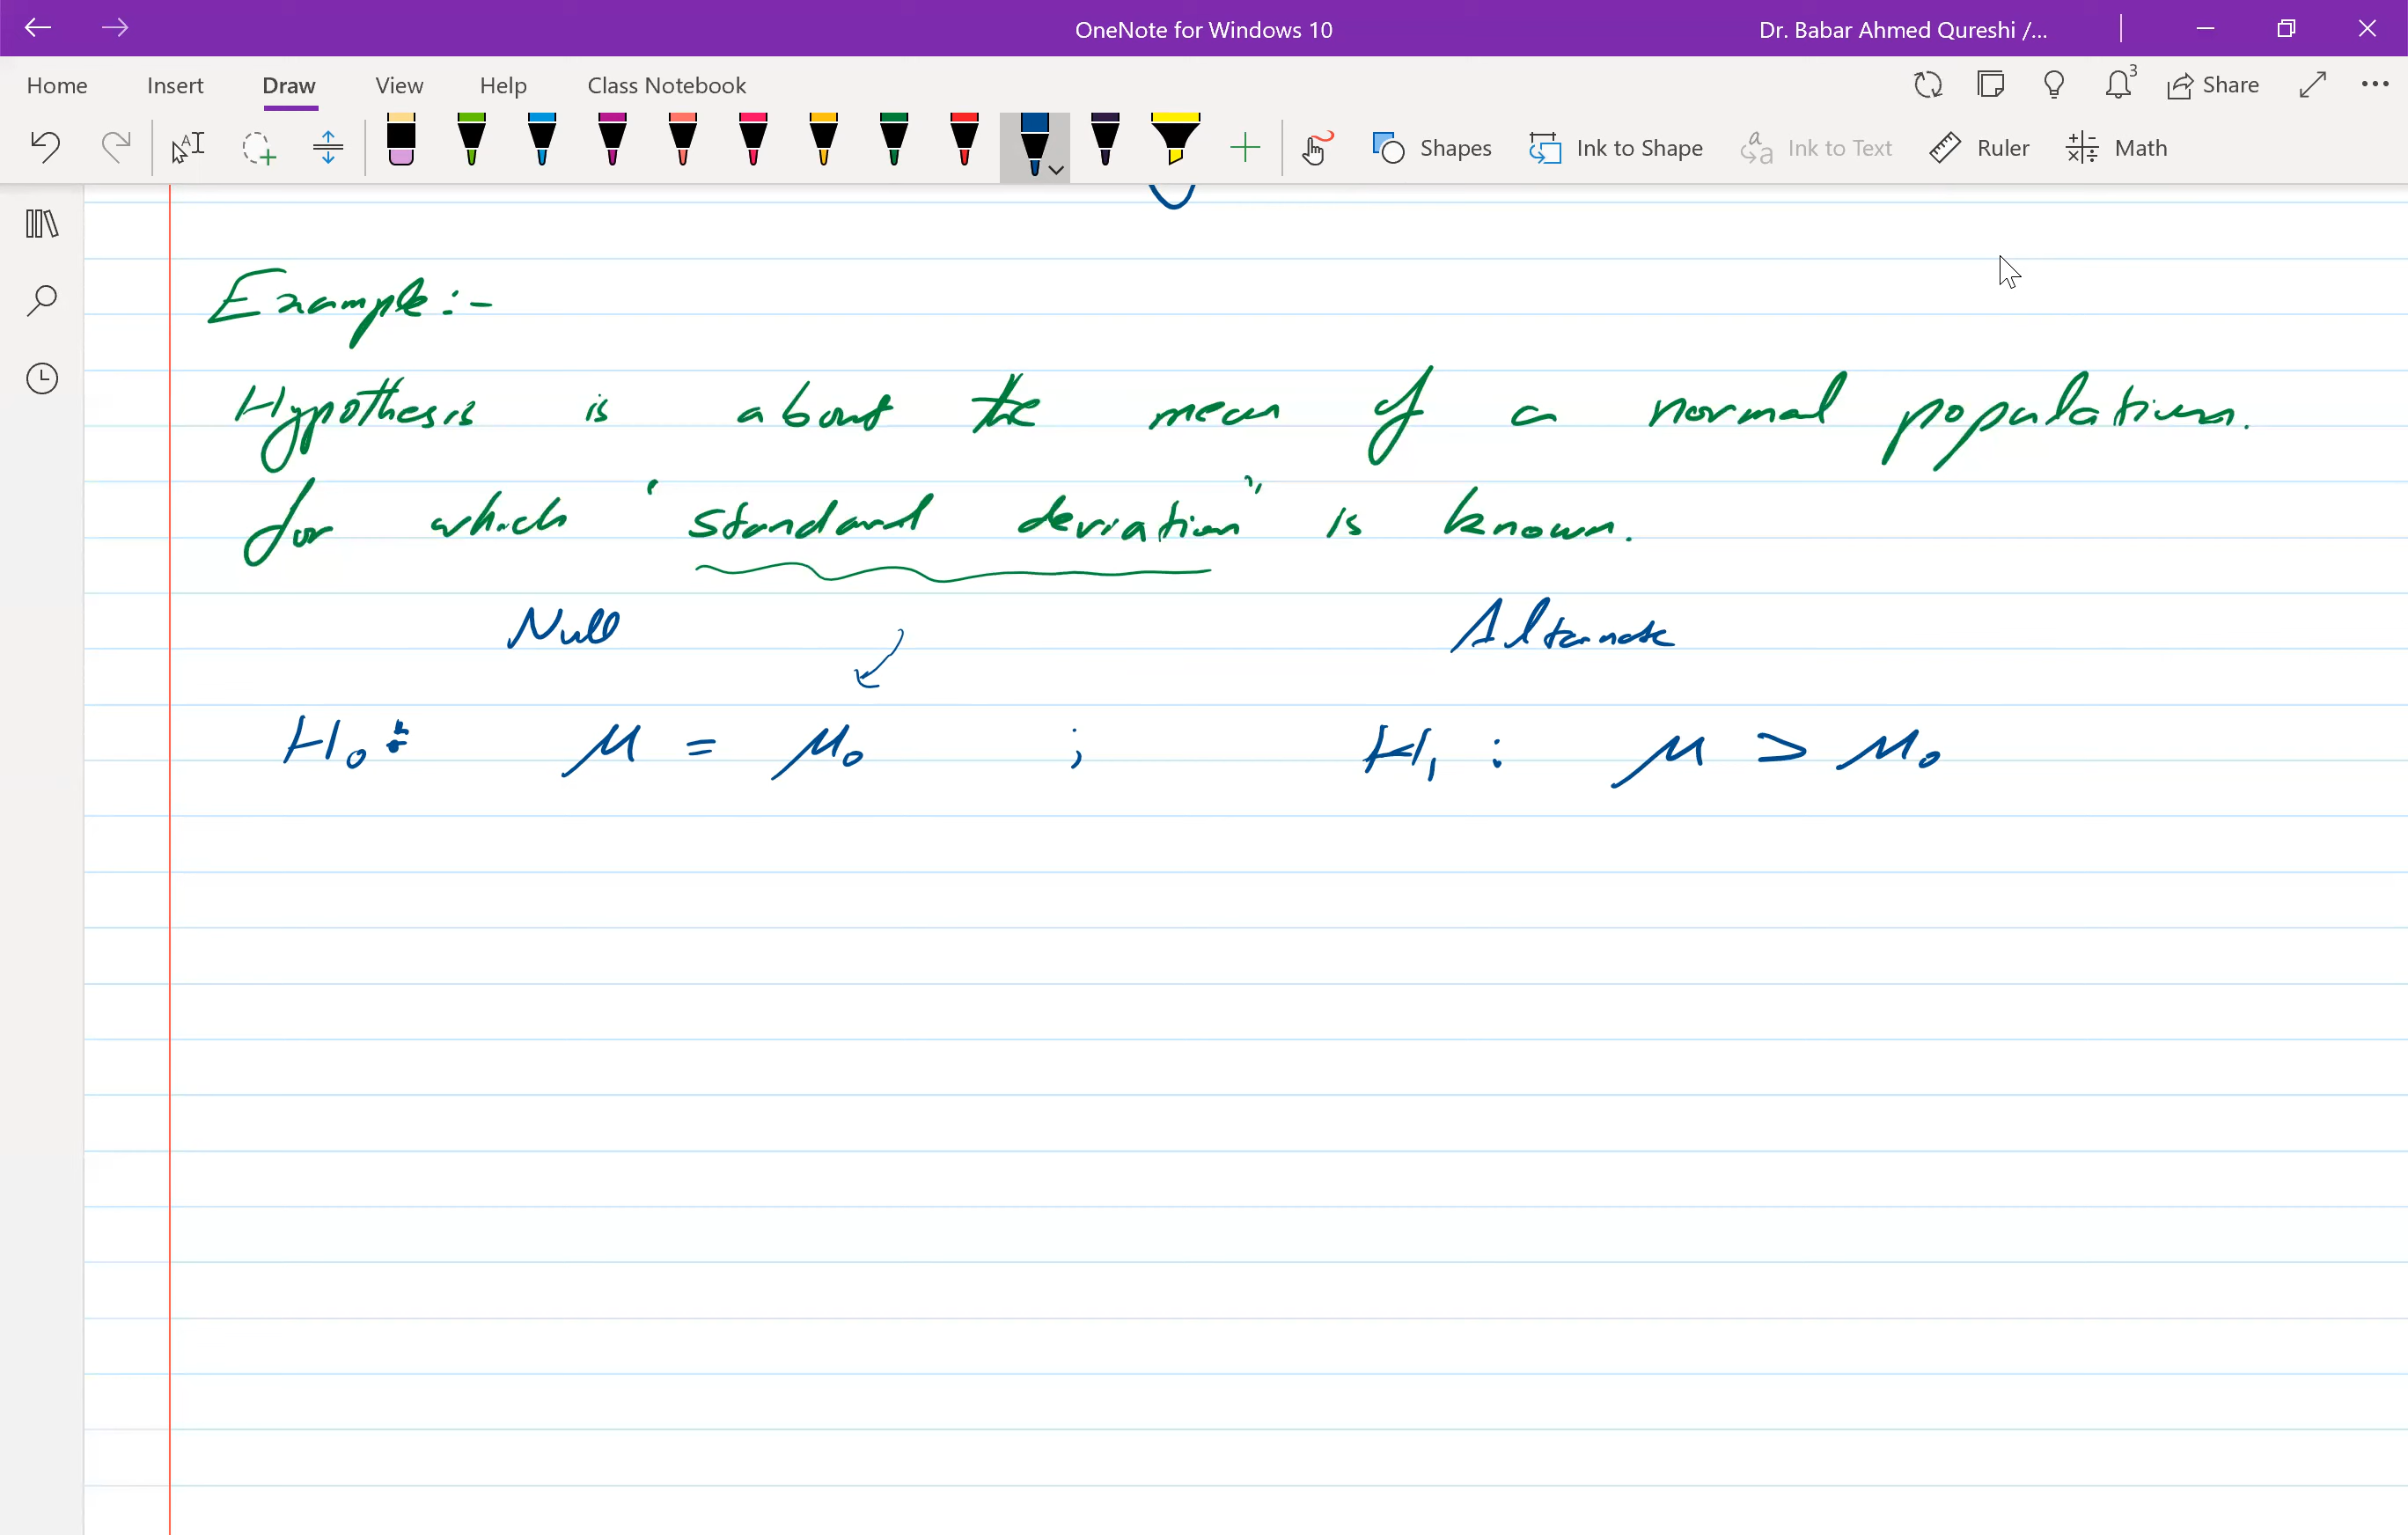 OneNote for Windows 10 Dr. Babar Ahmed Qureshi /...
Home Insert Draw View Help Class Notebook 3 Share
Shapes Ink to Shape Ink to Text Ruler Math
Example:-
Hypothesis is about the mean of a normal population.
for which "standard deviation" is known.
Null Alternate
H₀: μ = μ₀ ; H₁ : μ > μ₀